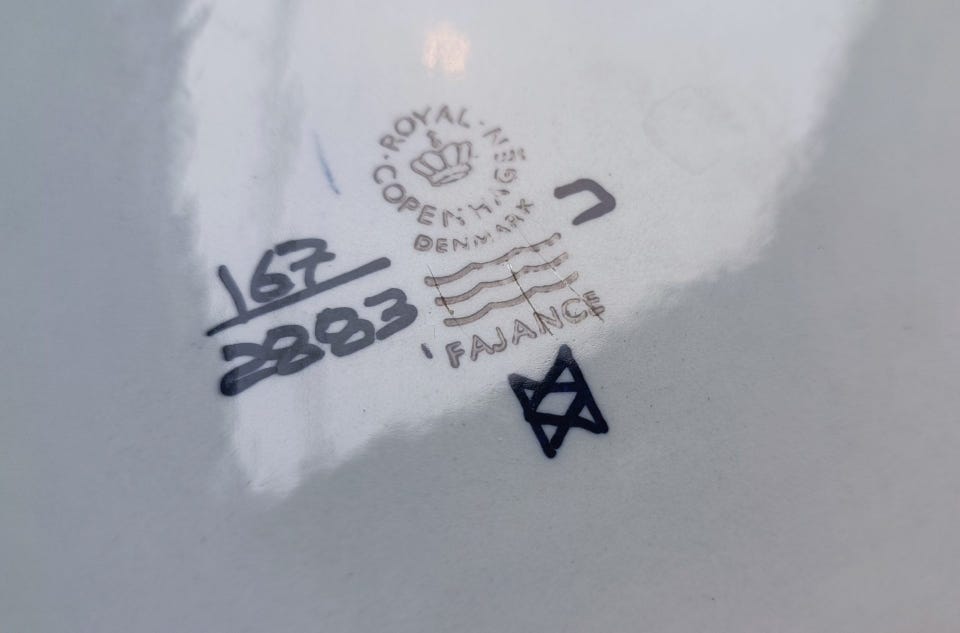 ROYAL
COPENHAGEN
DENMARK
FAJANCE
167
2883